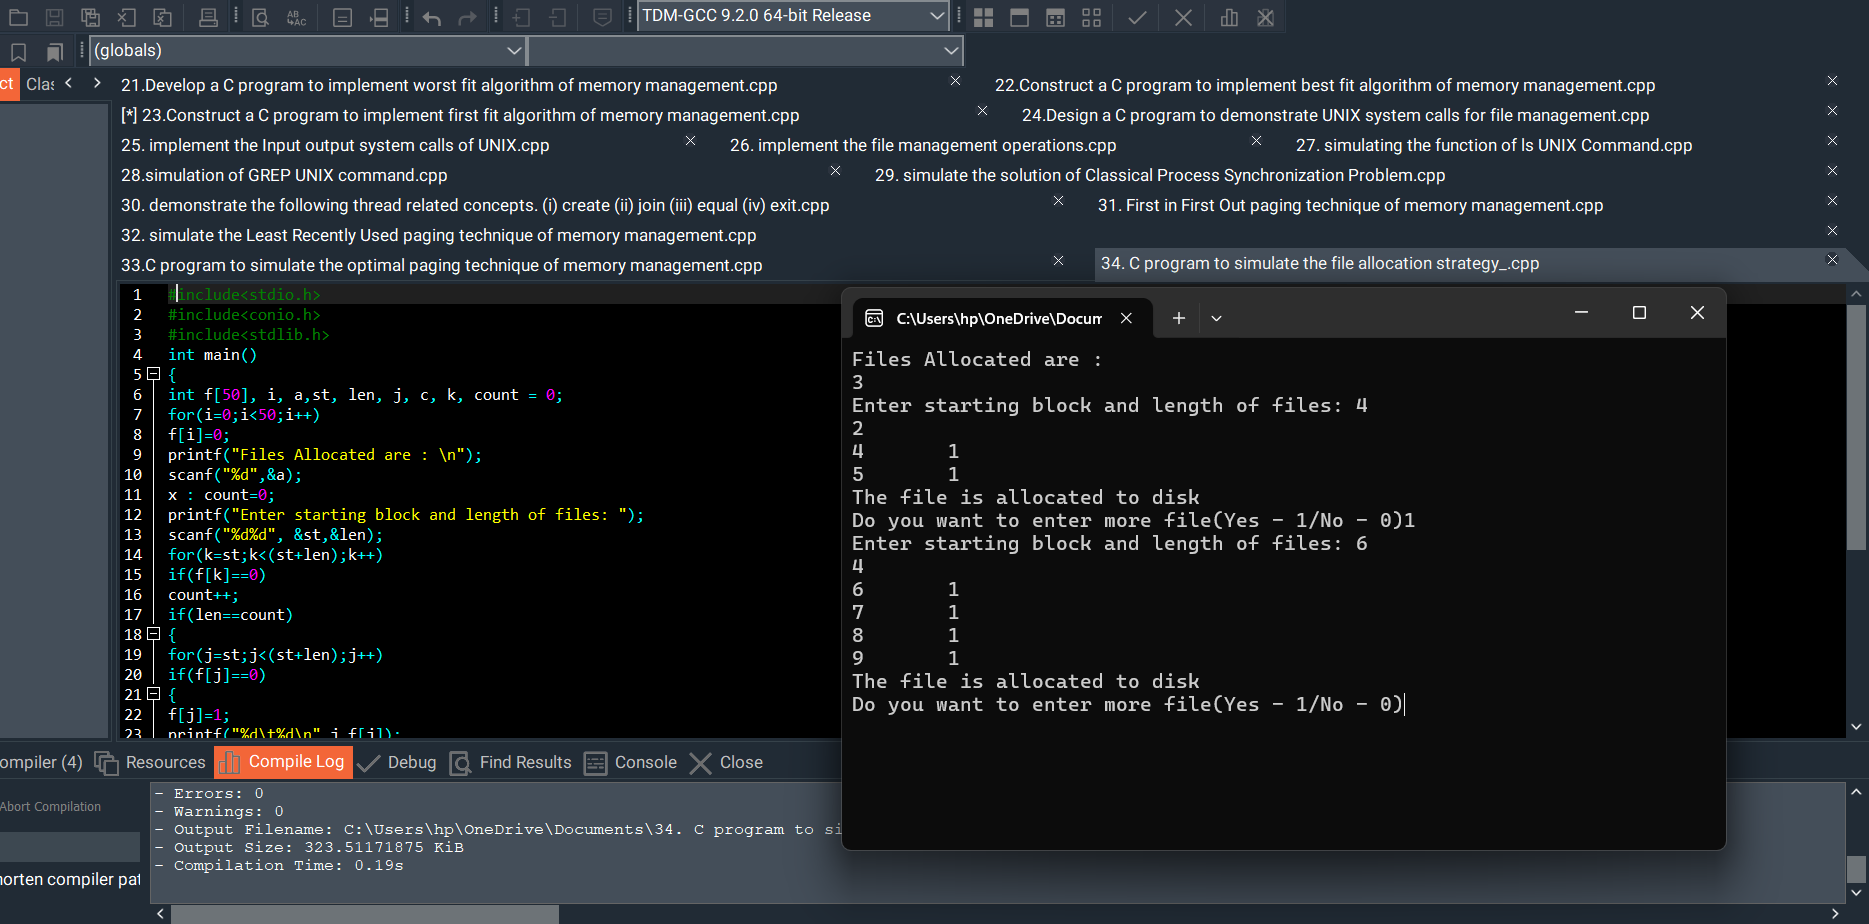 TDM-GCC 9.2.0 64-bit Release
(globals)
ct Clas
21.Develop a C program to implement worst fit algorithm of memory management.cpp
22.Construct a C program to implement best fit algorithm of memory management.cpp
[*] 23.Construct a C program to implement first fit algorithm of memory management.cpp
24.Design a C program to demonstrate UNIX system calls for file management.cpp
25. implement the Input output system calls of UNIX.cpp
26. implement the file management operations.cpp
27. simulating the function of ls UNIX Command.cpp
28.simulation of GREP UNIX command.cpp
29. simulate the solution of Classical Process Synchronization Problem.cpp
30. demonstrate the following thread related concepts. (i) create (ii) join (iii) equal (iv) exit.cpp
31. First in First Out paging technique of memory management.cpp
32. simulate the Least Recently Used paging technique of memory management.cpp
33.C program to simulate the optimal paging technique of memory management.cpp
34. C program to simulate the file allocation strategy_.cpp
1 #include<stdio.h>
2 #include<conio.h>
3 #include<stdlib.h>
4 int main()
5 {
6 int f[50], i, a,st, len, j, c, k, count = 0;
7 for(i=0;i<50;i++)
8 f[i]=0;
9 printf("Files Allocated are : \n");
10 scanf("%d",&a);
11 x : count=0;
12 printf("Enter starting block and length of files: ");
13 scanf("%d%d", &st,&len);
14 for(k=st;k<(st+len);k++)
15 if(f[k]==0)
16 count++;
17 if(len==count)
18 {
19 for(j=st;j<(st+len);j++)
20 if(f[j]==0)
21 {
22 f[j]=1;
23 printf("%d\t%d\n",j,f[j]);
C:\Users\hp\OneDrive\Docum
Files Allocated are :
3
Enter starting block and length of files: 4
2
4 1
5 1
The file is allocated to disk
Do you want to enter more file(Yes - 1/No - 0)1
Enter starting block and length of files: 6
4
6 1
7 1
8 1
9 1
The file is allocated to disk
Do you want to enter more file(Yes - 1/No - 0)
ompiler (4) Resources Compile Log Debug Find Results Console Close
Abort Compilation
horten compiler pat
- Errors: 0
- Warnings: 0
- Output Filename: C:\Users\hp\OneDrive\Documents\34. C program to si
- Output Size: 323.51171875 KiB
- Compilation Time: 0.19s